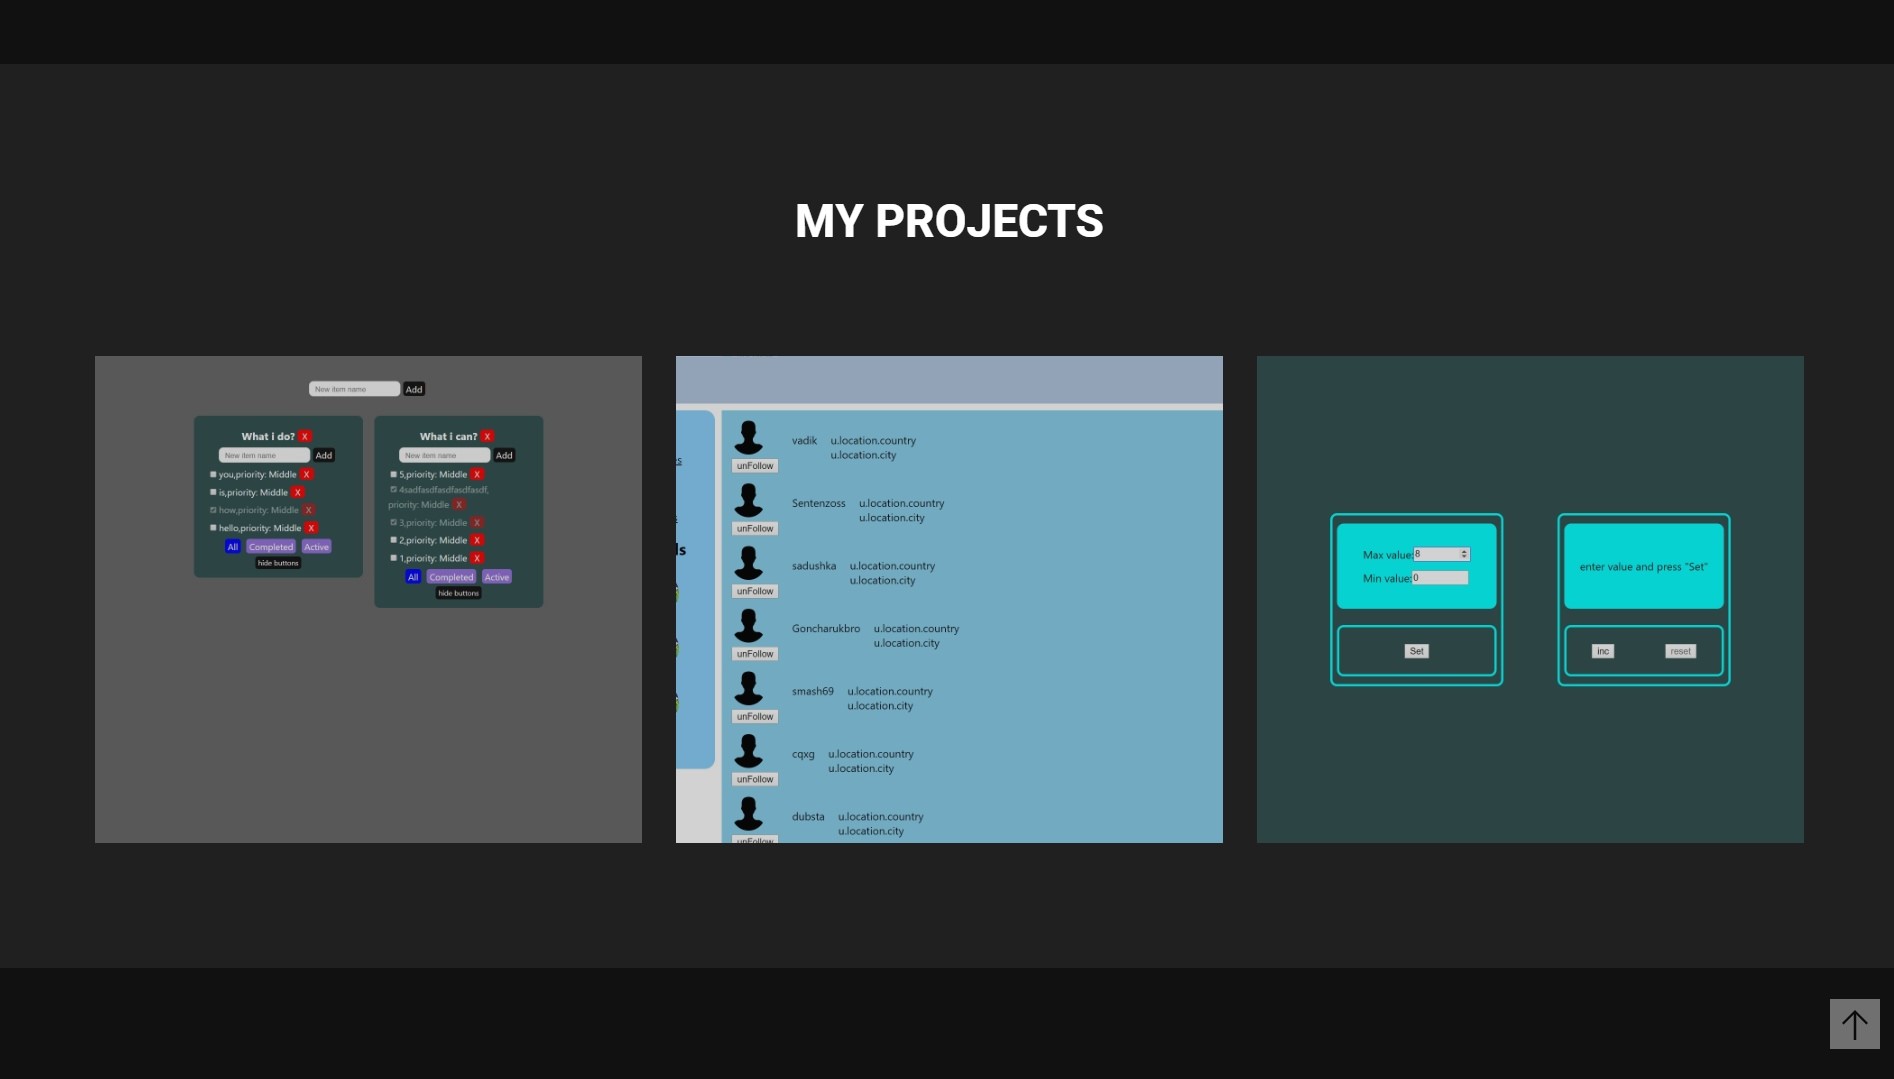 MY PROJECTS
New item name Add
What i do? X
New item name Add
you,priority: Middle X
is,priority: Middle X
how,priority: Middle X
hello,priority: Middle X
All Completed Active
hide buttons
What i can? X
New item name Add
5,priority: Middle X
4sadfasdfasdfasdfasdf,
priority: Middle X
3,priority: Middle X
2,priority: Middle X
1,priority: Middle X
All Completed Active
hide buttons
ls
vadik u.location.country
u.location.city
unFollow
Sentenzoss u.location.country
u.location.city
unFollow
sadushka u.location.country
u.location.city
unFollow
Goncharukbro u.location.country
u.location.city
unFollow
smash69 u.location.country
u.location.city
unFollow
cqxg u.location.country
u.location.city
unFollow
dubsta u.location.country
u.location.city
unFollow
Max value: 8
Min value: 0
Set
enter value and press "Set"
inc reset